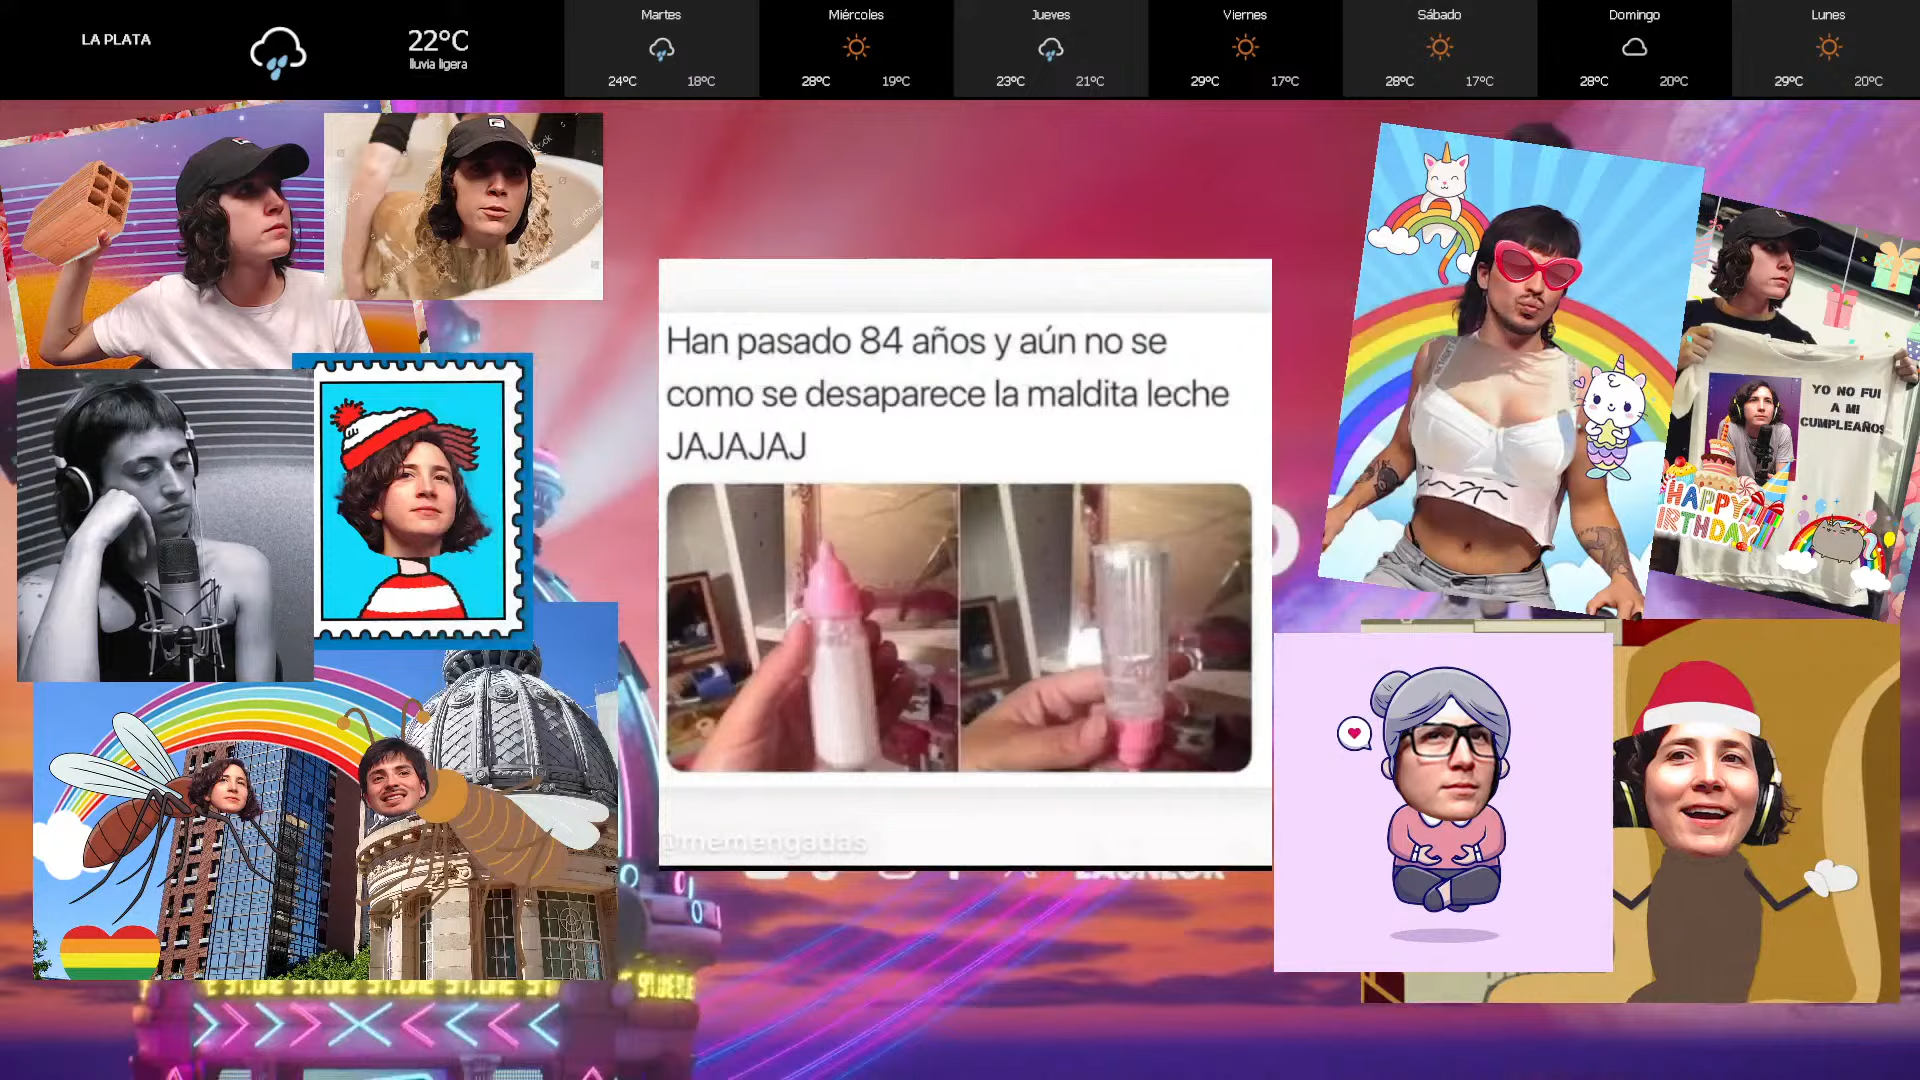 LA PLATA
22°C
lluvia ligera
Martes
24°C 18°C
Miércoles
28°C 19°C
Jueves
23°C 21°C
Viernes
29°C 17°C
Sábado
28°C 17°C
Domingo
28°C 20°C
Lunes
29°C 20°C
Han pasado 84 años y aún no se
como se desaparece la maldita leche
JAJAJAJ
@memengadas
YO NO FUI
A MI
CUMPLEAÑOS
HAPPY
BIRTHDAY